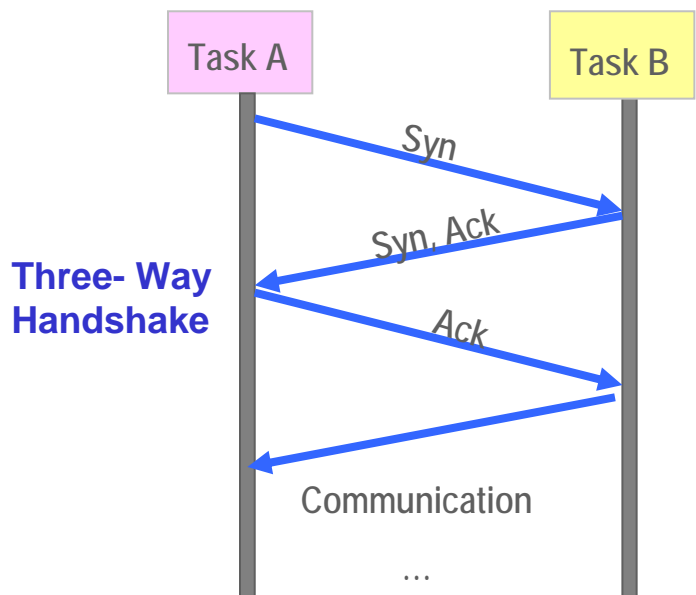 Task A
Task B
Syn
Syn, Ack
Three- Way
Handshake
Ack
Communication
...